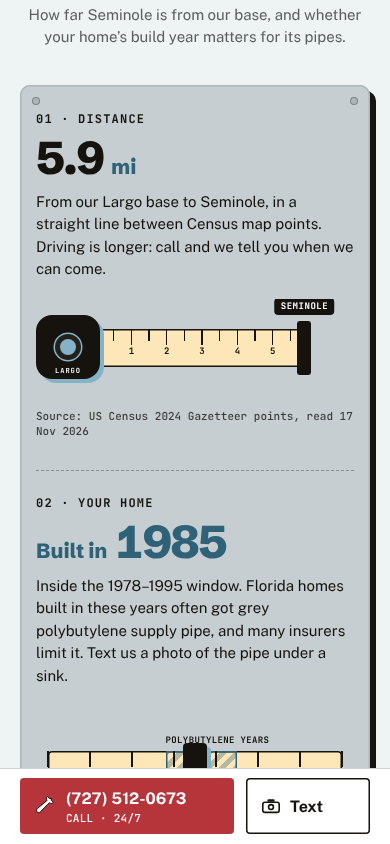 How far Seminole is from our base, and whether
your home's build year matters for its pipes.
01 · DISTANCE
5.9 mi
From our Largo base to Seminole, in a
straight line between Census map points.
Driving is longer: call and we tell you when we
can come.
SEMINOLE
1 2 3 4 5
LARGO
Source: US Census 2024 Gazetteer points, read 17
Nov 2026
02 · YOUR HOME
Built in 1985
Inside the 1978–1995 window. Florida homes
built in these years often got grey
polybutylene supply pipe, and many insurers
limit it. Text us a photo of the pipe under a
sink.
POLYBUTYLENE YEARS
(727) 512-0673
CALL · 24/7
Text